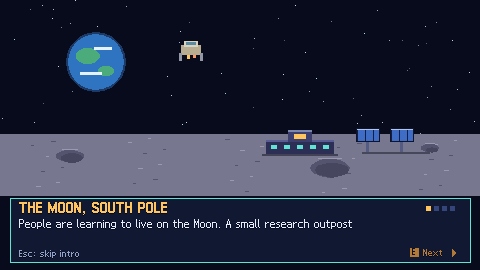 THE MOON, SOUTH POLE
People are learning to live on the Moon. A small research outpost
Esc: skip intro
E Next